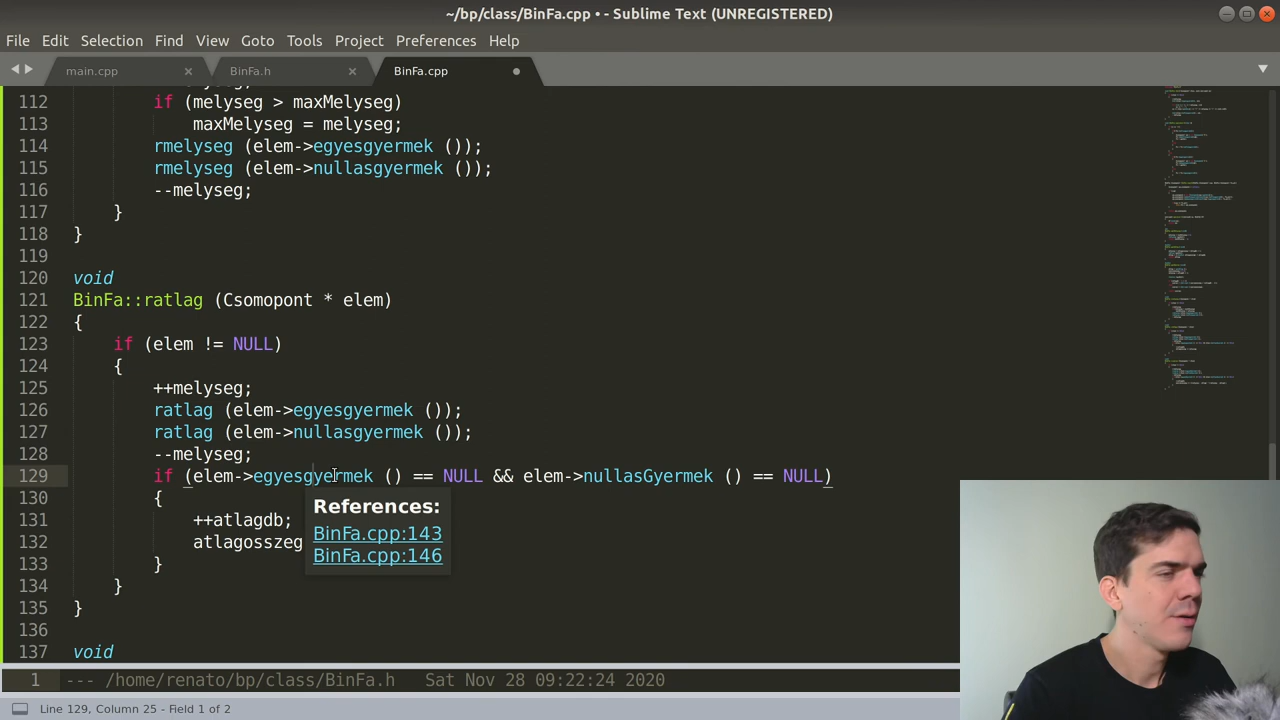 ~/bp/class/BinFa.cpp • - Sublime Text (UNREGISTERED)
File Edit Selection Find View Goto Tools Project Preferences Help
main.cpp BinFa.h BinFa.cpp
112 if (melyseg > maxMelyseg)
113 maxMelyseg = melyseg;
114 rmelyseg (elem->egyesgyermek ());
115 rmelyseg (elem->nullasgyermek ());
116 --melyseg;
117 }
118 }
119
120 void
121 BinFa::ratlag (Csomopont * elem)
122 {
123 if (elem != NULL)
124 {
125 ++melyseg;
126 ratlag (elem->egyesgyermek ());
127 ratlag (elem->nullasgyermek ());
128 --melyseg;
129 if (elem->egyesgyermek () == NULL && elem->nullasGyermek () == NULL)
130 {
References:
131 ++atlagdb;
BinFa.cpp:143
132 atlagosszeg
BinFa.cpp:146
133 }
134 }
135 }
136
137 void
1 --- /home/renato/bp/class/BinFa.h Sat Nov 28 09:22:24 2020
Line 129, Column 25 - Field 1 of 2